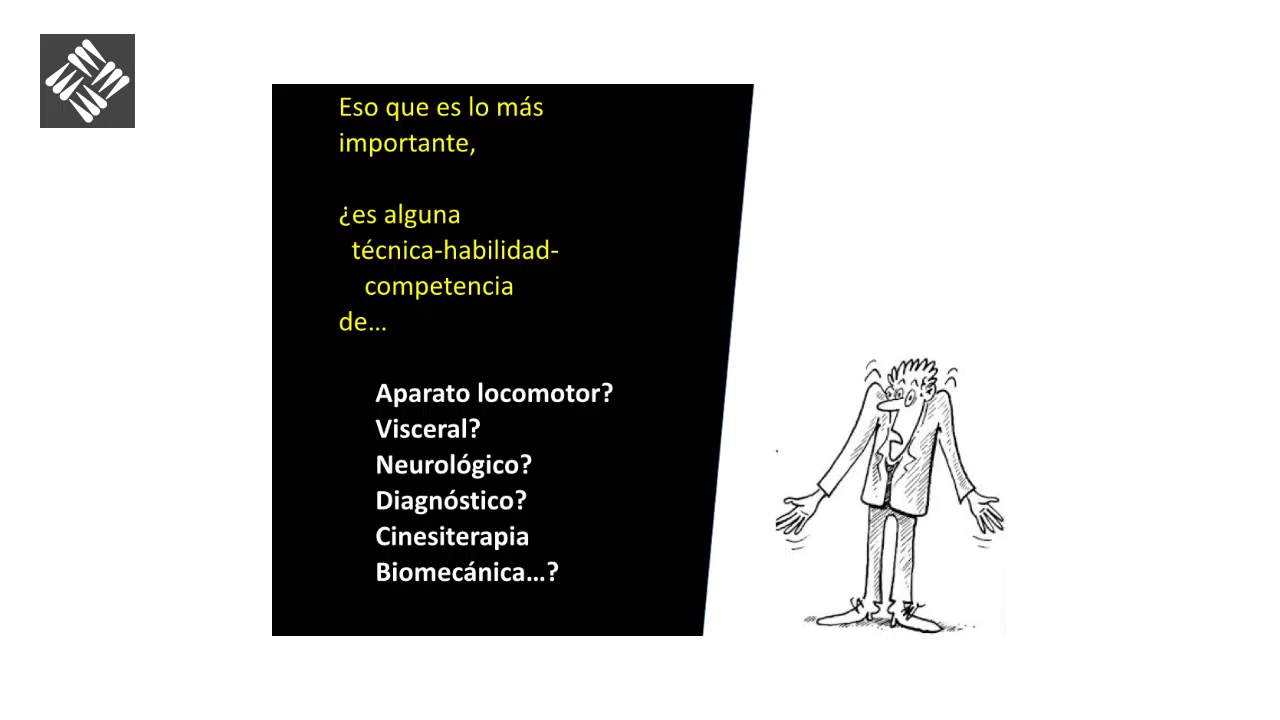 Eso que es lo más
importante,
¿es alguna
técnica-habilidad-
competencia
de…
Aparato locomotor?
Visceral?
Neurológico?
Diagnóstico?
Cinesiterapia
Biomecánica…?